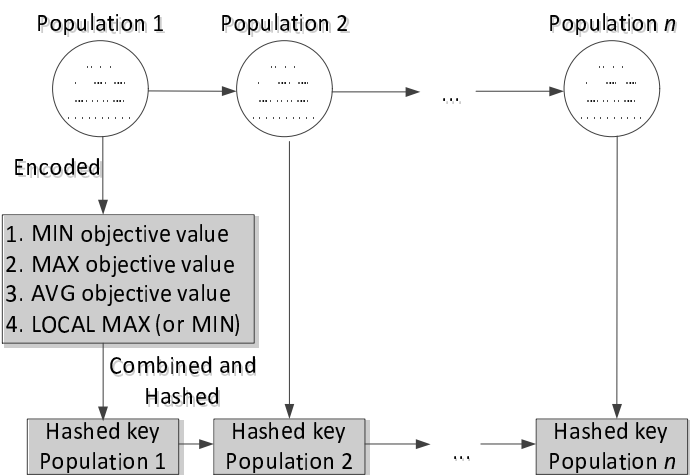 Population 1
Population 2
Population n
...
Encoded
1. MIN objective value
2. MAX objective value
3. AVG objective value
4. LOCAL MAX (or MIN)
Combined and
Hashed
Hashed key
Population 1
Hashed key
Population 2
...
Hashed key
Population n